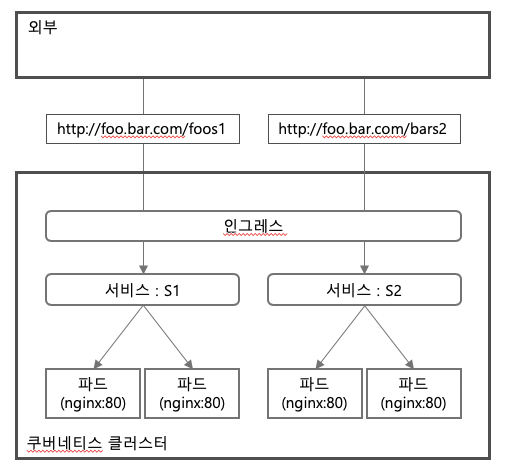 외부
http://foo.bar.com/foos1
http://foo.bar.com/bars2
인그레스
서비스 : S1
서비스 : S2
파드
(nginx:80)
파드
(nginx:80)
파드
(nginx:80)
파드
(nginx:80)
쿠버네티스 클러스터